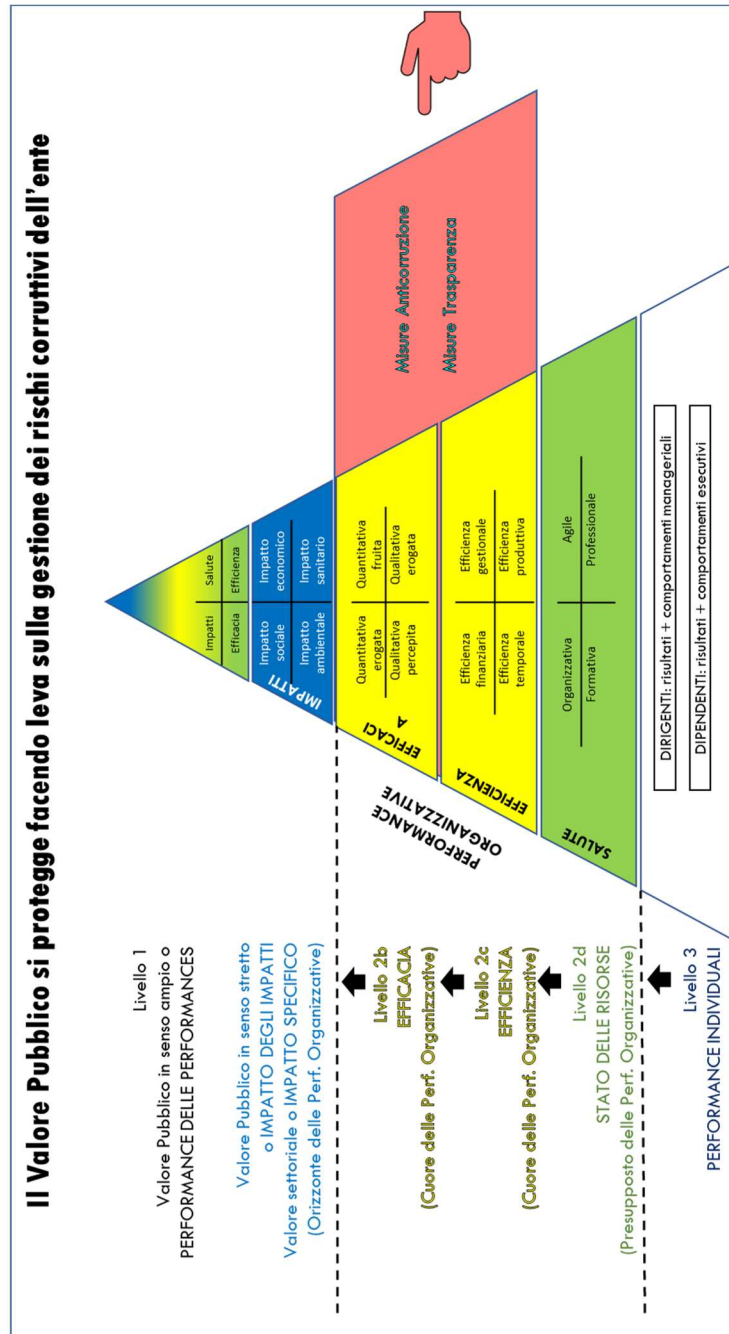 Il Valore Pubblico si protegge facendo leva sulla gestione dei rischi corruttivi dell'ente
Livello 1
Valore Pubblico in senso ampio o
PERFORMANCE DELLE PERFORMANCES
Valore Pubblico in senso stretto
o IMPATTO DEGLI IMPATTI
Valore settoriale o IMPATTO SPECIFICO
(Orizzonte delle Perf. Organizzative)
Livello 2b
EFFICACIA
(Cuore delle Perf. Organizzative)
Livello 2c
EFFICIENZA
(Cuore delle Perf. Organizzative)
Livello 2d
STATO DELLE RISORSE
(Presupposto delle Perf. Organizzative)
Livello 3
PERFORMANCE INDIVIDUALI
PERFORMANCE
ORGANIZZATIVE
Impatti
Salute
Efficacia
Efficienza
IMPATTI
Impatto
sociale
Impatto
economico
Impatto
ambientale
Impatto
sanitario
EFFICACI
A
Quantitativa
erogata
Quantitativa
fruita
Qualitativa
percepita
Qualitativa
erogata
EFFICIENZA
Efficienza
finanziaria
Efficienza
gestionale
Efficienza
temporale
Efficienza
produttiva
SALUTE
Organizzativa
Agile
Formativa
Professionale
DIRIGENTI: risultati + comportamenti manageriali
DIPENDENTI: risultati + comportamenti esecutivi
Misure Anticorruzione
Misure Trasparenza